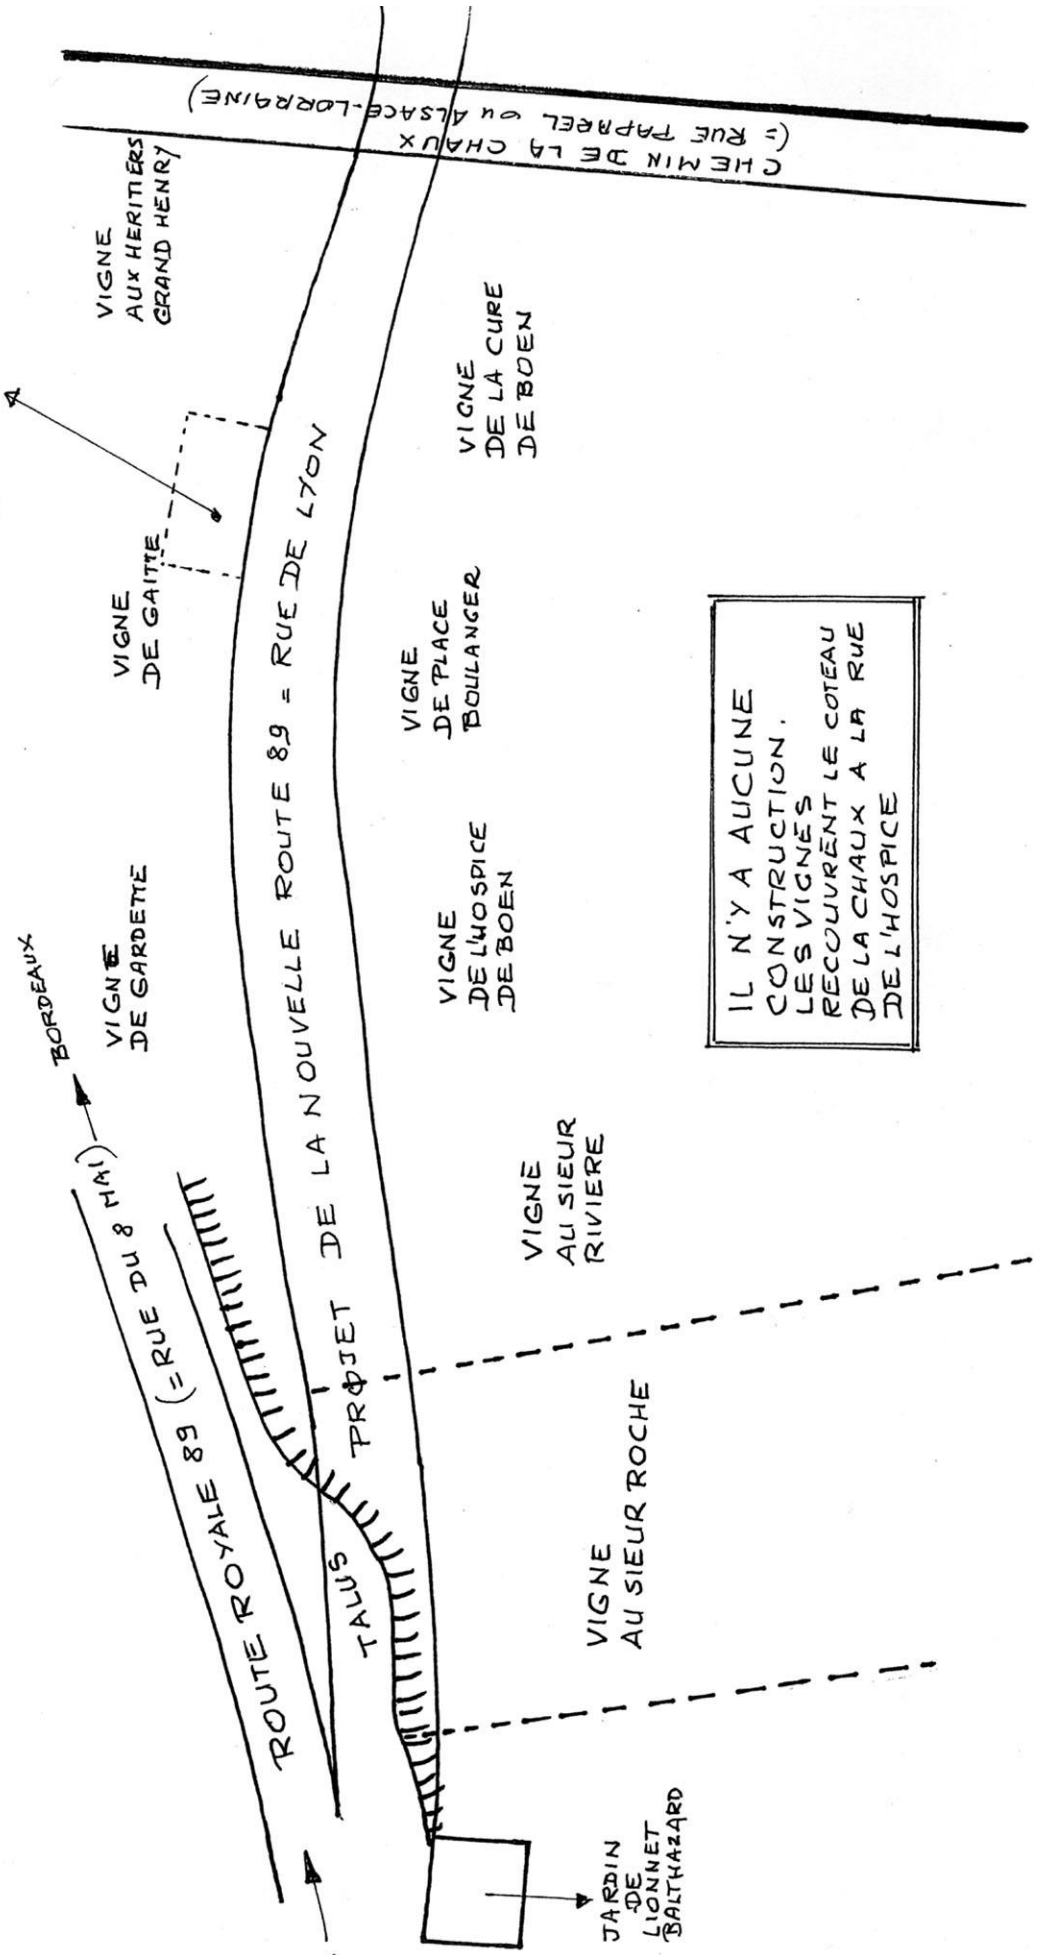 ROUTE ROYALE 89 (= RUE DU 8 MAI)
BORDEAUX
TALUS
PROJET DE LA NOUVELLE ROUTE 89 = RUE DE LYON
VIGNE
DE GARDETTE
VIGNE
DE GAITTE
VIGNE
AUX HERITIERS
GRAND HENRY
CHEMIN DE LA CHAUX
(= RUE PAPAREL OU ALSACE-LORRAINE)
JARDIN
DE
LIONNET
BALTHAZARD
VIGNE
AU SIEUR ROCHE
VIGNE
AU SIEUR
RIVIERE
VIGNE
DE L'HOSPICE
DE BOEN
VIGNE
DE PLACE
BOULANGER
VIGNE
DE LA CURE
DE BOEN
IL N'Y A AUCUNE
CONSTRUCTION.
LES VIGNES
RECOUVRENT LE COTEAU
DE LA CHAUX A LA RUE
DE L'HOSPICE